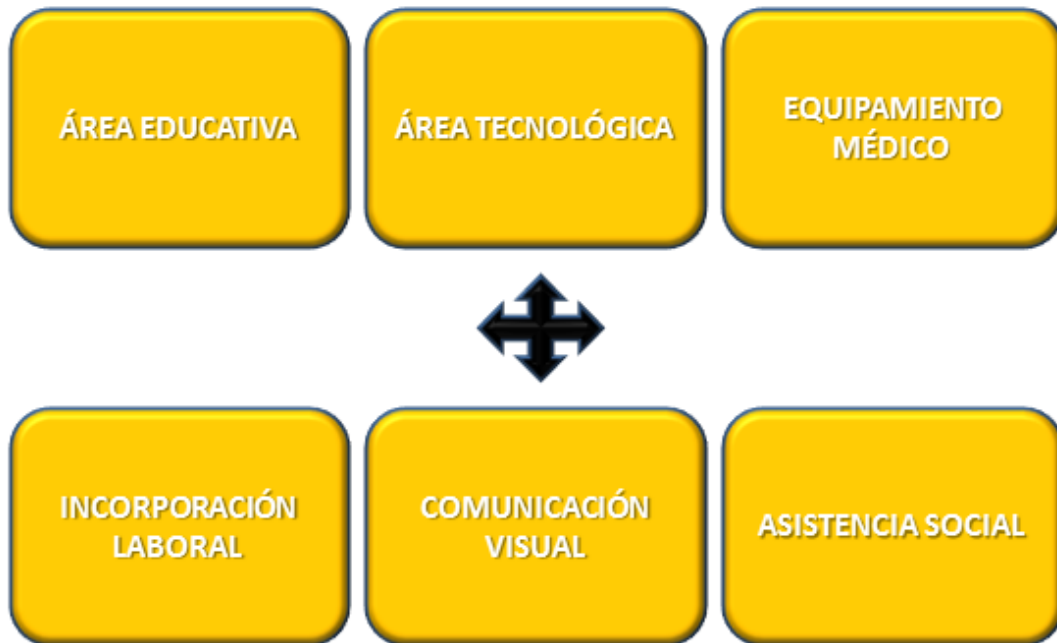 ÁREA EDUCATIVA
ÁREA TECNOLÓGICA
EQUIPAMIENTO
MÉDICO
INCORPORACIÓN
LABORAL
COMUNICACIÓN
VISUAL
ASISTENCIA SOCIAL